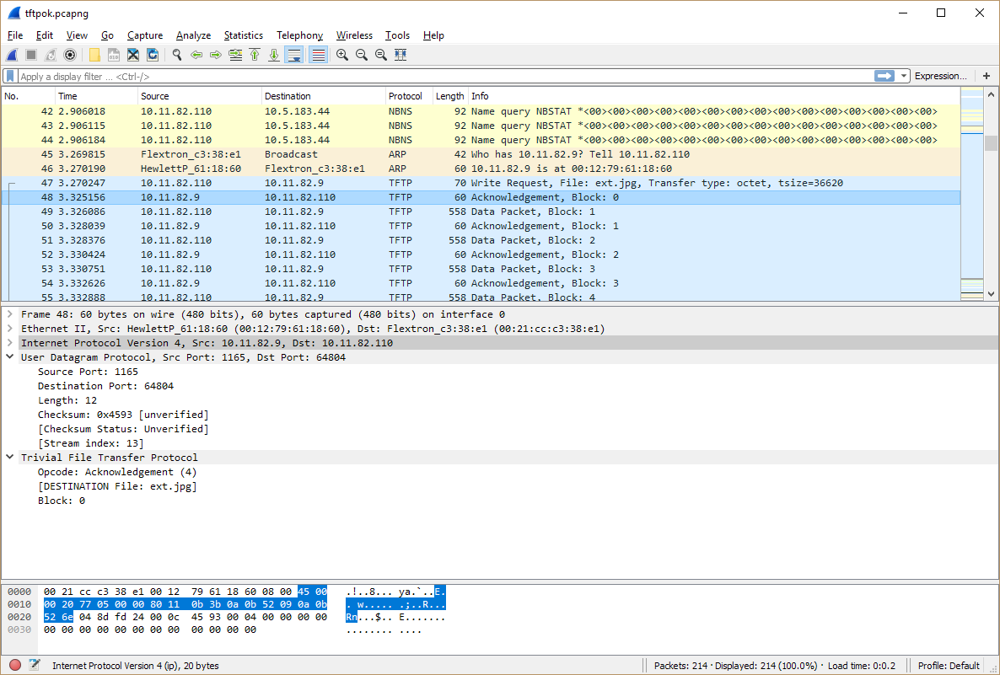 tftpok.pcapng
File Edit View Go Capture Analyze Statistics Telephony Wireless Tools Help
Apply a display filter ... <Ctrl-/> Expression... +
No. Time Source Destination Protocol Length Info
42 2.906018 10.11.82.110 10.5.183.44 NBNS 92 Name query NBSTAT *<00><00><00><00><00><00><00><00><00><00><00><00><00><00><00>
43 2.906115 10.11.82.110 10.5.183.44 NBNS 92 Name query NBSTAT *<00><00><00><00><00><00><00><00><00><00><00><00><00><00><00>
44 2.906184 10.11.82.110 10.5.183.44 NBNS 92 Name query NBSTAT *<00><00><00><00><00><00><00><00><00><00><00><00><00><00><00>
45 3.269815 Flextron_c3:38:e1 Broadcast ARP 42 Who has 10.11.82.9? Tell 10.11.82.110
46 3.270190 HewlettP_61:18:60 Flextron_c3:38:e1 ARP 60 10.11.82.9 is at 00:12:79:61:18:60
47 3.270247 10.11.82.110 10.11.82.9 TFTP 70 Write Request, File: ext.jpg, Transfer type: octet, tsize=36620
48 3.325156 10.11.82.9 10.11.82.110 TFTP 60 Acknowledgement, Block: 0
49 3.326086 10.11.82.110 10.11.82.9 TFTP 558 Data Packet, Block: 1
50 3.328039 10.11.82.9 10.11.82.110 TFTP 60 Acknowledgement, Block: 1
51 3.328376 10.11.82.110 10.11.82.9 TFTP 558 Data Packet, Block: 2
52 3.330424 10.11.82.9 10.11.82.110 TFTP 60 Acknowledgement, Block: 2
53 3.330751 10.11.82.110 10.11.82.9 TFTP 558 Data Packet, Block: 3
54 3.332626 10.11.82.9 10.11.82.110 TFTP 60 Acknowledgement, Block: 3
55 3.332888 10.11.82.110 10.11.82.9 TFTP 558 Data Packet, Block: 4
Frame 48: 60 bytes on wire (480 bits), 60 bytes captured (480 bits) on interface 0
Ethernet II, Src: HewlettP_61:18:60 (00:12:79:61:18:60), Dst: Flextron_c3:38:e1 (00:21:cc:c3:38:e1)
Internet Protocol Version 4, Src: 10.11.82.9, Dst: 10.11.82.110
User Datagram Protocol, Src Port: 1165, Dst Port: 64804
Source Port: 1165
Destination Port: 64804
Length: 12
Checksum: 0x4593 [unverified]
[Checksum Status: Unverified]
[Stream index: 13]
Trivial File Transfer Protocol
Opcode: Acknowledgement (4)
[DESTINATION File: ext.jpg]
Block: 0
0000 00 21 cc c3 38 e1 00 12 79 61 18 60 08 00 45 00 .!..8... ya.`..E.
0010 00 20 77 05 00 00 80 11 0b 3b 0a 0b 52 09 0a 0b . w..... .;..R...
0020 52 6e 04 8d fd 24 00 0c 45 93 00 04 00 00 00 00 Rn...$.. E.......
0030 00 00 00 00 00 00 00 00 00 00 00 00 ........ ....
Internet Protocol Version 4 (ip), 20 bytes Packets: 214 · Displayed: 214 (100.0%) · Load time: 0:0.2 Profile: Default